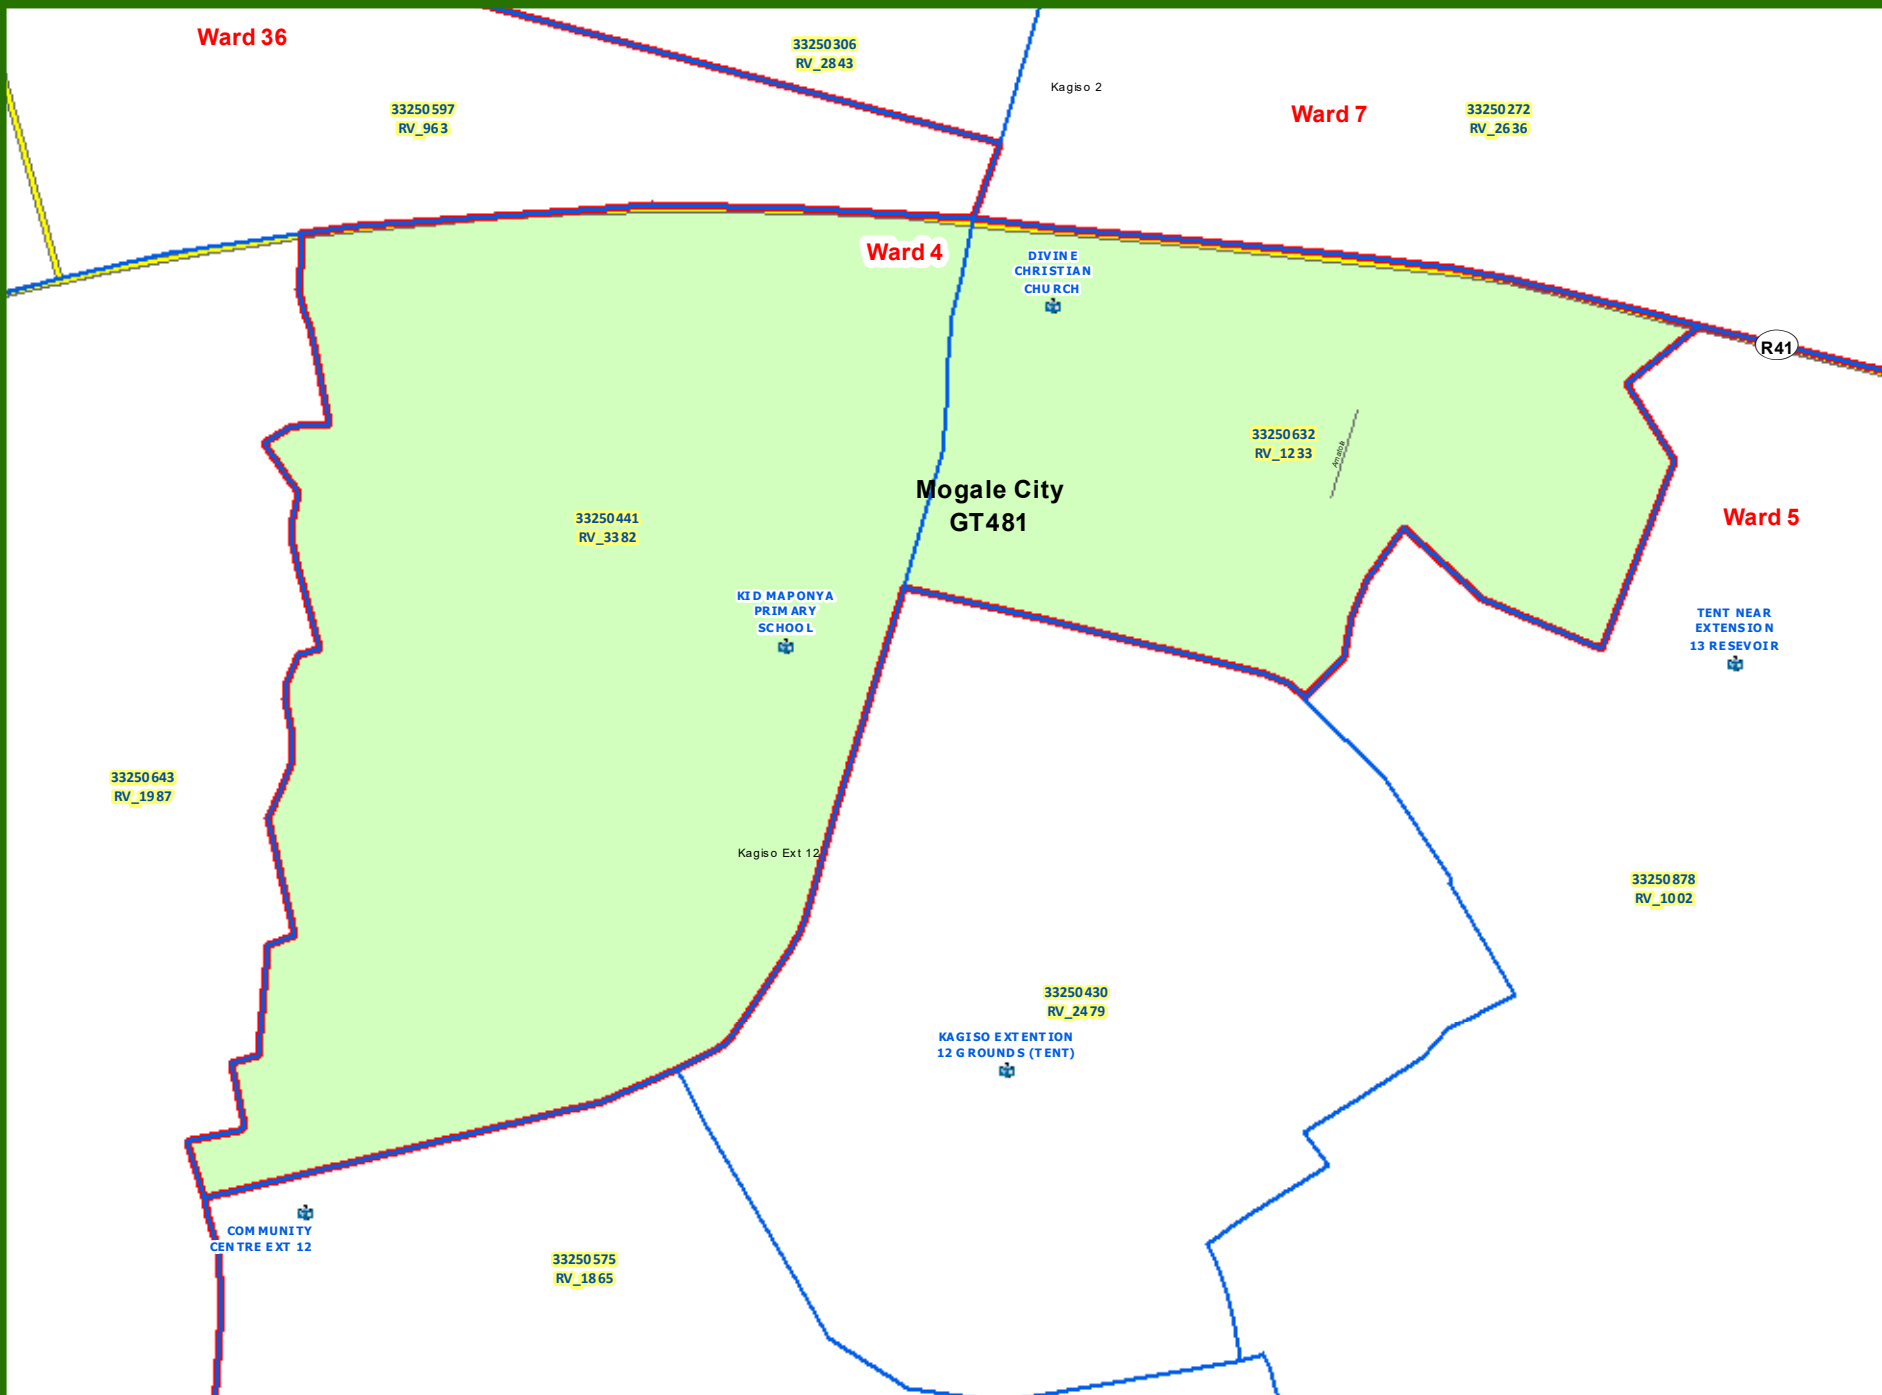 Ward 36
33250306
RV_2843
Kagiso 2
33250597
RV_963
Ward 7
33250272
RV_2636
Ward 4
DIVINE
CHRISTIAN
CHURCH
R41
33250632
RV_1233
Amatola
Mogale City
GT481
33250441
RV_3382
Ward 5
KID MAPONYA
PRIMARY
SCHOOL
TENT NEAR
EXTENSION
13 RESEVOIR
33250643
RV_1987
Kagiso Ext 12
33250878
RV_1002
33250430
RV_2479
KAGISO EXTENTION
12 GROUNDS (TENT)
COMMUNITY
CENTRE EXT 12
33250575
RV_1865